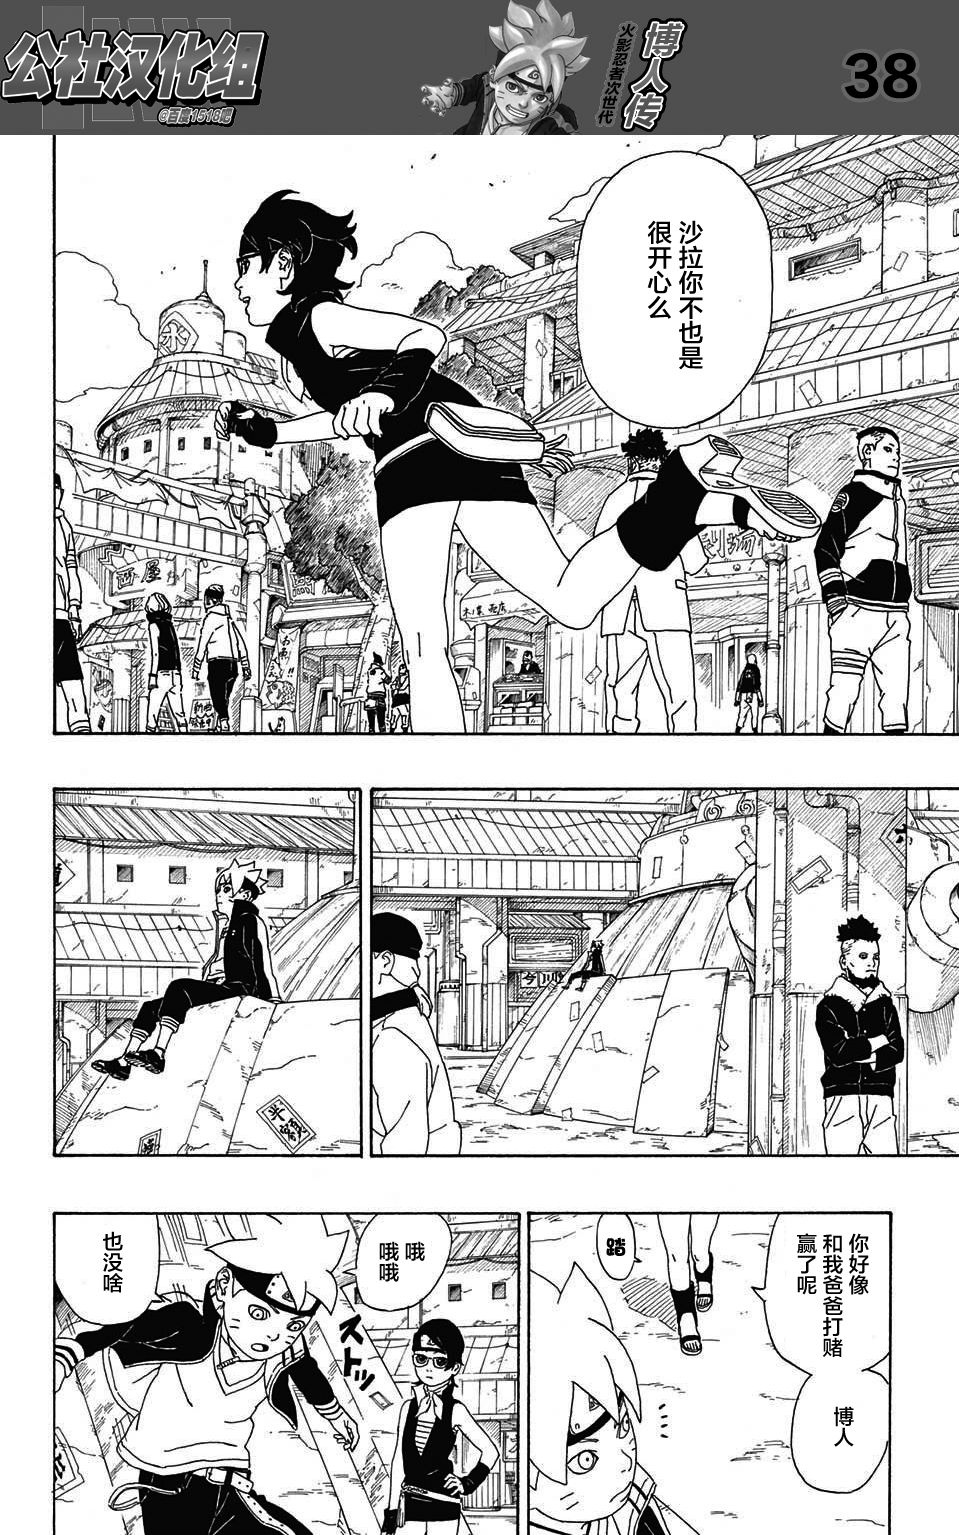 公社汉化组
@百度1516吧
火影忍者次世代
博人传
38
沙拉你不也是
很开心么
你好像
和我爸爸打赌
赢了呢
博人
踏
哦哦
哦
也没啥
ストッ